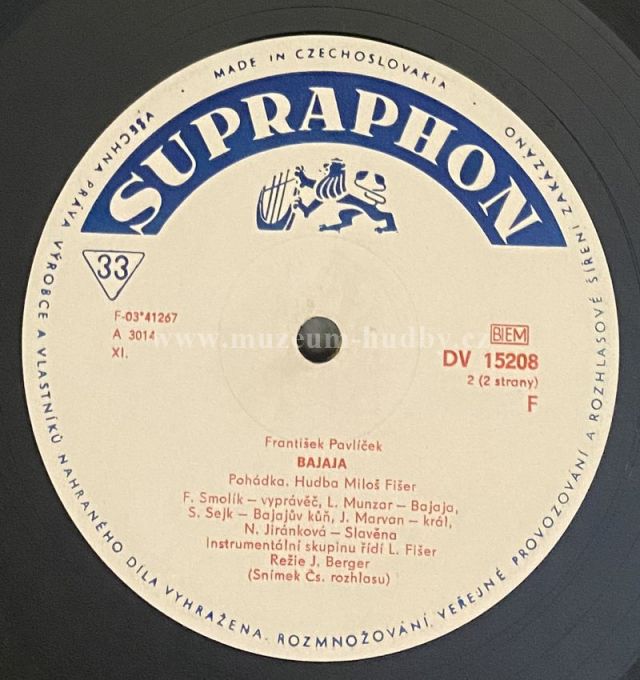 MADE IN CZECHOSLOVAKIA
SUPRAPHON
VŠECHNA PRÁVA VÝROBCE A VLASTNÍKŮ NAHRANÉHO DÍLA VYHRAŽENA. ROZMNOŽOVÁNÍ, VEŘEJNÉ PROVOZOVÁNÍ A ROZHLASOVÉ ŠÍŘENÍ ZAKÁZÁNO
33
F-03*41267
A 3014
XI.
www.muzeum-hudby.cz
BIEM
DV 15208
2 (2 strany)
F
František Pavlíček
BAJAJA
Pohádka. Hudba Miloš Fišer
F. Smolík – vyprávěč, L. Munzar – Bajaja,
S. Sejk – Bajajův kůň, J. Marvan – král,
N. Jiránková – Slavěna
Instrumentální skupinu řídí L. Fišer
Režie J. Berger
(Snímek Čs. rozhlasu)